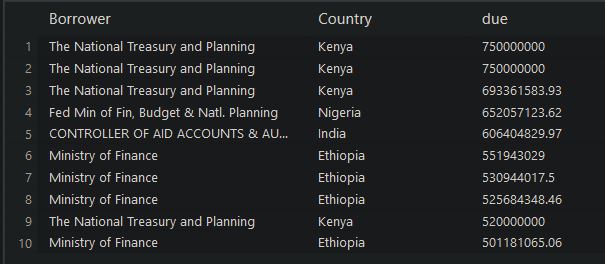 Borrower Country due
1 The National Treasury and Planning Kenya 750000000
2 The National Treasury and Planning Kenya 750000000
3 The National Treasury and Planning Kenya 693361583.93
4 Fed Min of Fin, Budget & Natl. Planning Nigeria 652057123.62
5 CONTROLLER OF AID ACCOUNTS & AU... India 606404829.97
6 Ministry of Finance Ethiopia 551943029
7 Ministry of Finance Ethiopia 530944017.5
8 Ministry of Finance Ethiopia 525684348.46
9 The National Treasury and Planning Kenya 520000000
10 Ministry of Finance Ethiopia 501181065.06